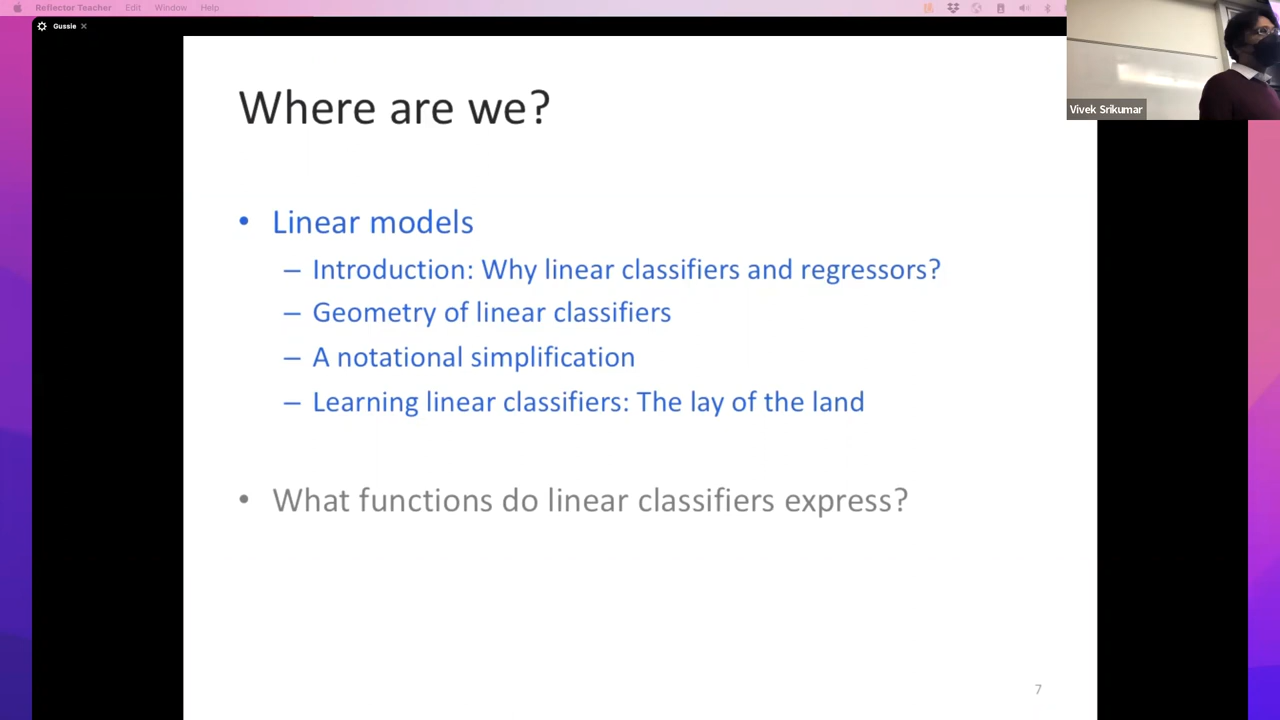 Reflector Teacher Edit Window Help
Gussie
Vivek Srikumar
Where are we?
• Linear models
– Introduction: Why linear classifiers and regressors?
– Geometry of linear classifiers
– A notational simplification
– Learning linear classifiers: The lay of the land
• What functions do linear classifiers express?
7